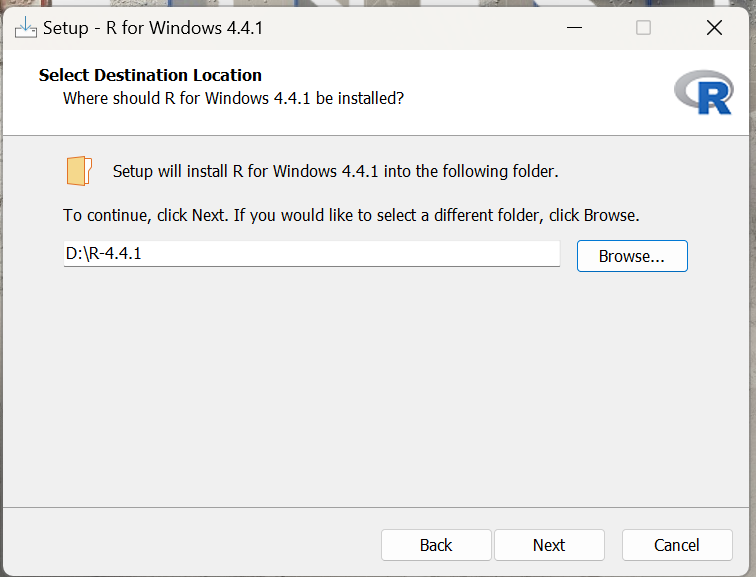 Setup - R for Windows 4.4.1
Select Destination Location
Where should R for Windows 4.4.1 be installed?
R
Setup will install R for Windows 4.4.1 into the following folder.
To continue, click Next. If you would like to select a different folder, click Browse.
D:\R-4.4.1
Browse...
Back
Next
Cancel